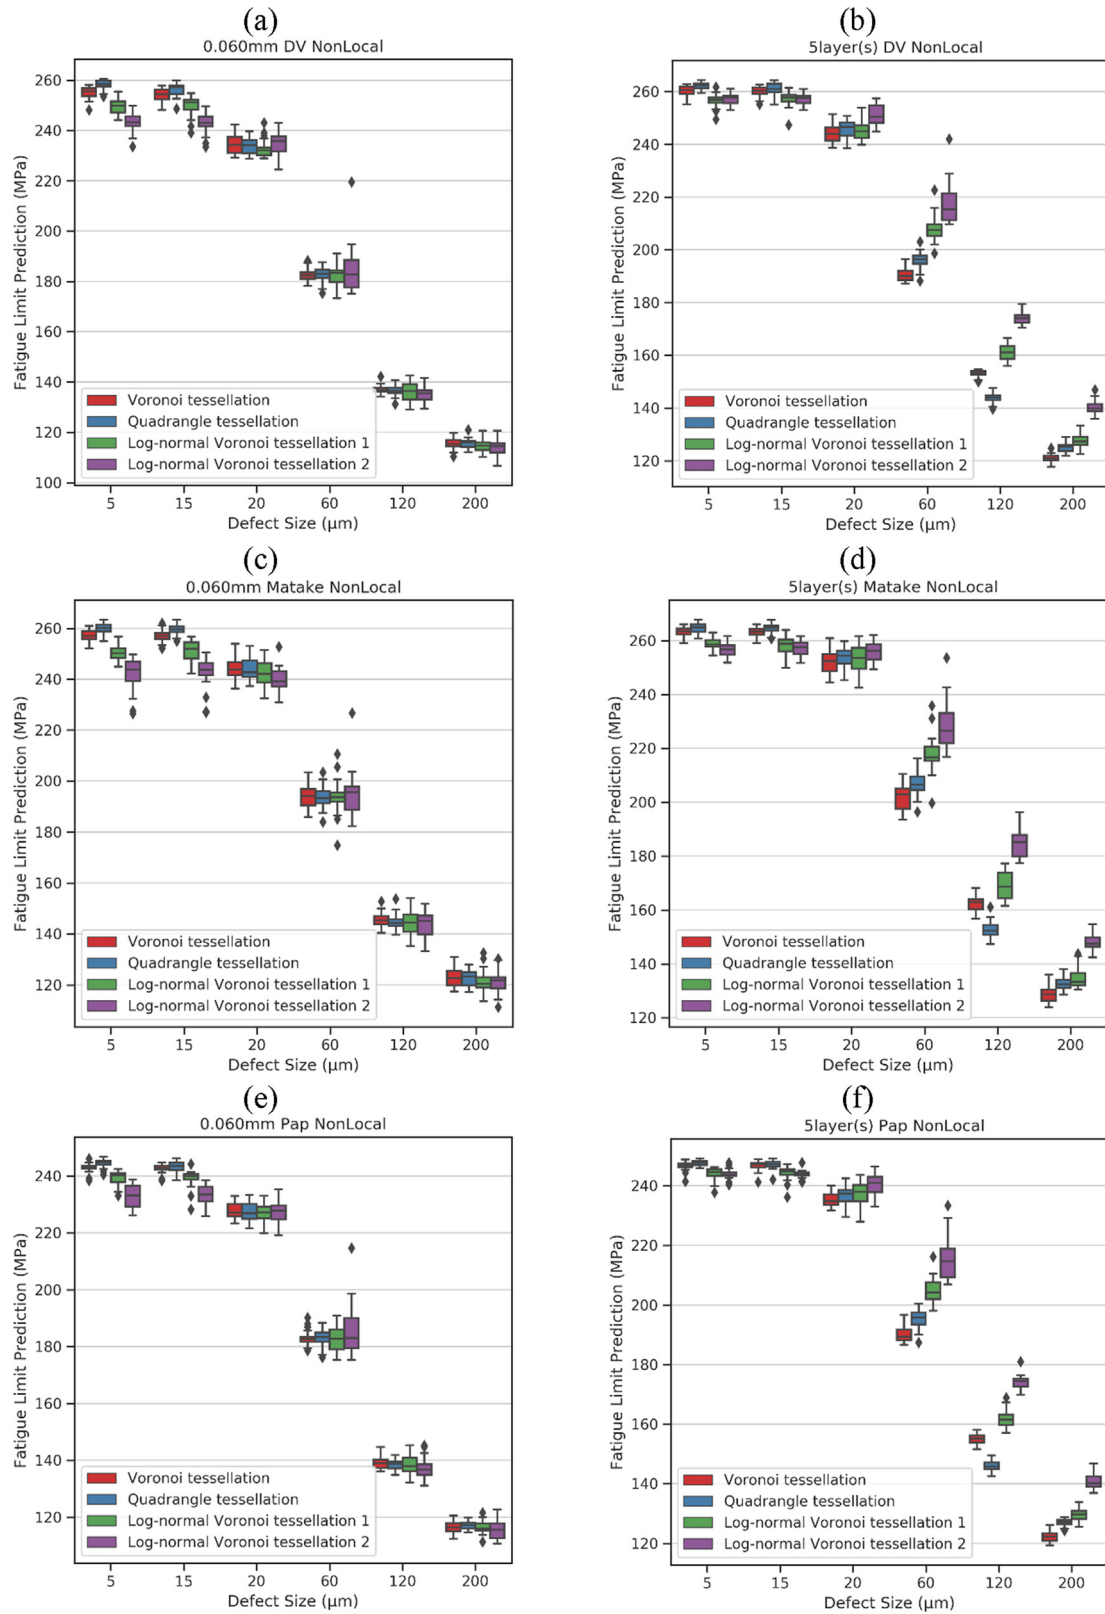 (a)
0.060mm DV NonLocal
Fatigue Limit Prediction (MPa)
260
240
220
200
180
160
140
120
100
Voronoi tessellation
Quadrangle tessellation
Log-normal Voronoi tessellation 1
Log-normal Voronoi tessellation 2
5 15 20 60 120 200
Defect Size (μm)
(b)
5layer(s) DV NonLocal
Fatigue Limit Prediction (MPa)
260
240
220
200
180
160
140
120
Voronoi tessellation
Quadrangle tessellation
Log-normal Voronoi tessellation 1
Log-normal Voronoi tessellation 2
5 15 20 60 120 200
Defect Size (μm)
(c)
0.060mm Matake NonLocal
Fatigue Limit Prediction (MPa)
260
240
220
200
180
160
140
120
Voronoi tessellation
Quadrangle tessellation
Log-normal Voronoi tessellation 1
Log-normal Voronoi tessellation 2
5 15 20 60 120 200
Defect Size (μm)
(d)
5layer(s) Matake NonLocal
Fatigue Limit Prediction (MPa)
260
240
220
200
180
160
140
120
Voronoi tessellation
Quadrangle tessellation
Log-normal Voronoi tessellation 1
Log-normal Voronoi tessellation 2
5 15 20 60 120 200
Defect Size (μm)
(e)
0.060mm Pap NonLocal
Fatigue Limit Prediction (MPa)
240
220
200
180
160
140
120
Voronoi tessellation
Quadrangle tessellation
Log-normal Voronoi tessellation 1
Log-normal Voronoi tessellation 2
5 15 20 60 120 200
Defect Size (μm)
(f)
5layer(s) Pap NonLocal
Fatigue Limit Prediction (MPa)
240
220
200
180
160
140
120
Voronoi tessellation
Quadrangle tessellation
Log-normal Voronoi tessellation 1
Log-normal Voronoi tessellation 2
5 15 20 60 120 200
Defect Size (μm)